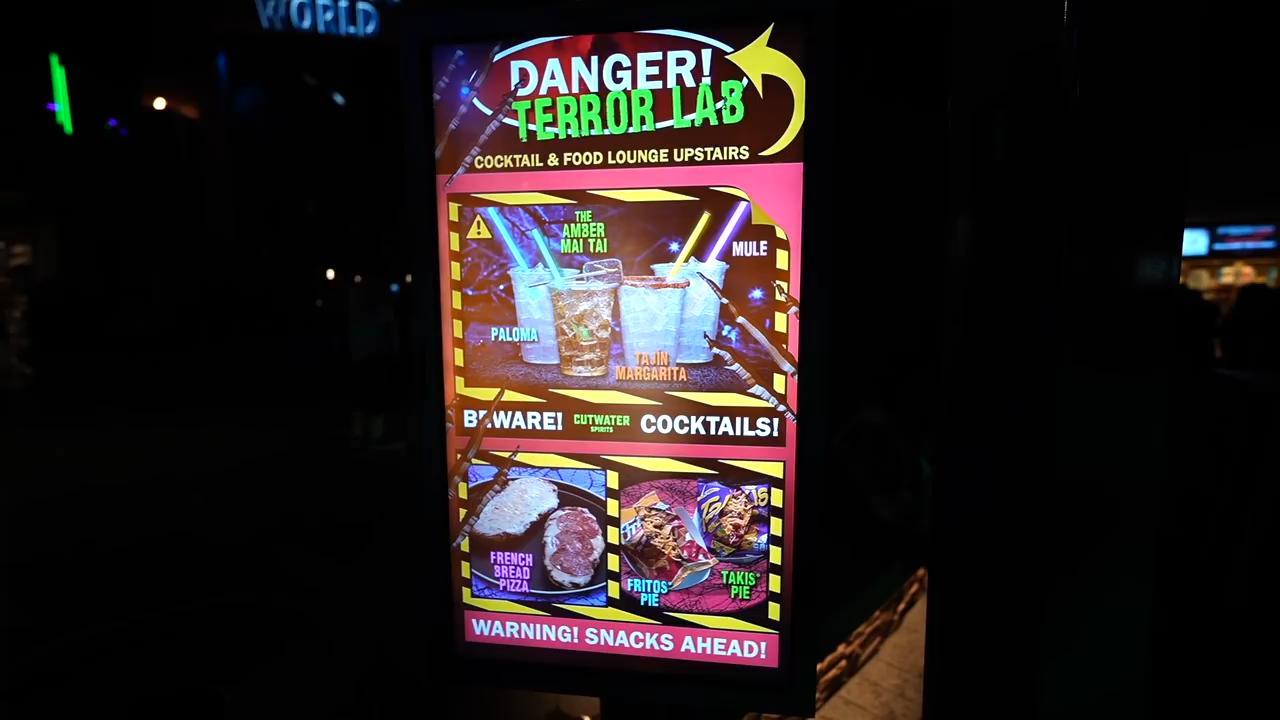 WORLD
DANGER!
TERROR LAB
COCKTAIL & FOOD LOUNGE UPSTAIRS
THE
AMBER
MAI TAI
MULE
PALOMA
TAJÍN
MARGARITA
BEWARE! CUTWATER SPIRITS COCKTAILS!
FRENCH
BREAD
PIZZA
FRITOS®
PIE
TAKIS®
PIE
WARNING! SNACKS AHEAD!